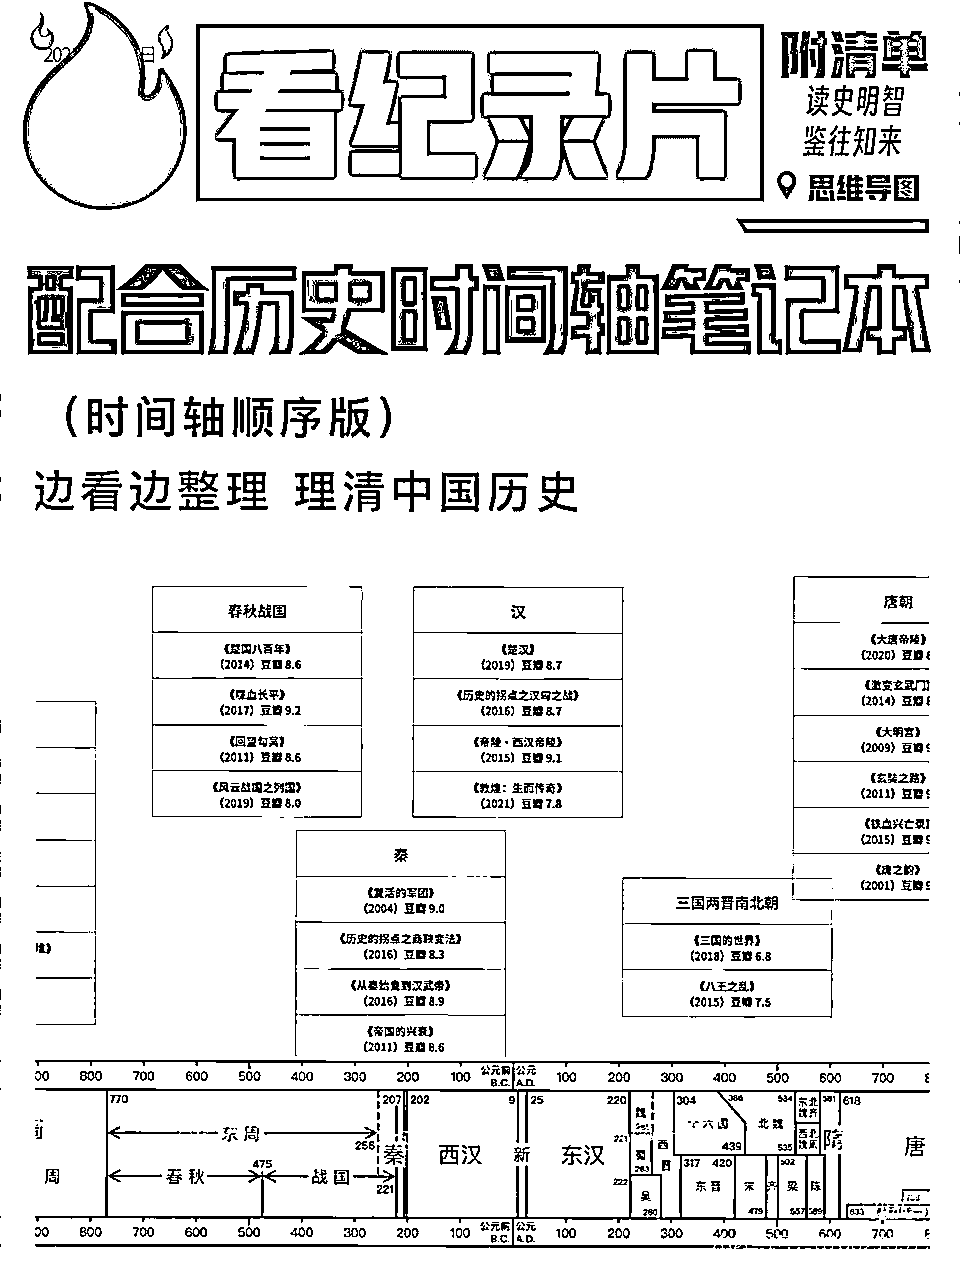 看纪录片
附清单
读史明智
鉴往知来
思维导图
配合历史时间轴笔记本
（时间轴顺序版）
边看边整理 理清中国历史
春秋战国
《楚国八百年》
（2014）豆瓣 8.6
《喋血长平》
（2017）豆瓣 9.2
《回望勾吴》
（2011）豆瓣 8.6
《风云战国之列国》
（2019）豆瓣 8.0
汉
《楚汉》
（2019）豆瓣 8.7
《历史的拐点之汉匈之战》
（2016）豆瓣 8.7
《帝陵·西汉帝陵》
（2015）豆瓣 9.1
《敦煌：生而传奇》
（2021）豆瓣 7.8
唐朝
《大唐帝陵》
（2020）豆瓣
《激变玄武门
（2014）豆瓣
《大明宫》
（2009）豆瓣 9
《玄奘之路》
（2011）豆瓣 9
《铁血兴亡录
（2015）豆瓣 9
（2001）豆瓣 9
秦
《复活的军团》
（2004）豆瓣 9.0
《历史的拐点之商鞅变法》
（2016）豆瓣 8.3
《从秦始皇到汉武帝》
（2016）豆瓣 8.9
《帝国的兴衰》
（2011）豆瓣 8.6
三国两晋南北朝
《三国的世界》
（2018）豆瓣 6.8
《八王之乱》
（2015）豆瓣 7.5
00 800 700 600 500 400 300 200 100 公元前 B.C. 公元 A.D. 100 200 300 400 500 600 700 8
770 207 202 9 25 220 304 386 534 581 618
东周 256 秦 西汉 新 东汉 魏 西晋 十六国 439 北魏 535 东魏 北齐 西魏 北周 隋 唐
周 春秋 475 战国 221 蜀 263 222 吴 280 317 420 东晋 宋 479 齐 502 梁 557 陈 589
00 800 700 600 500 400 300 200 100 公元前 B.C. 公元 A.D. 100 200 300 400 500 600 700 8